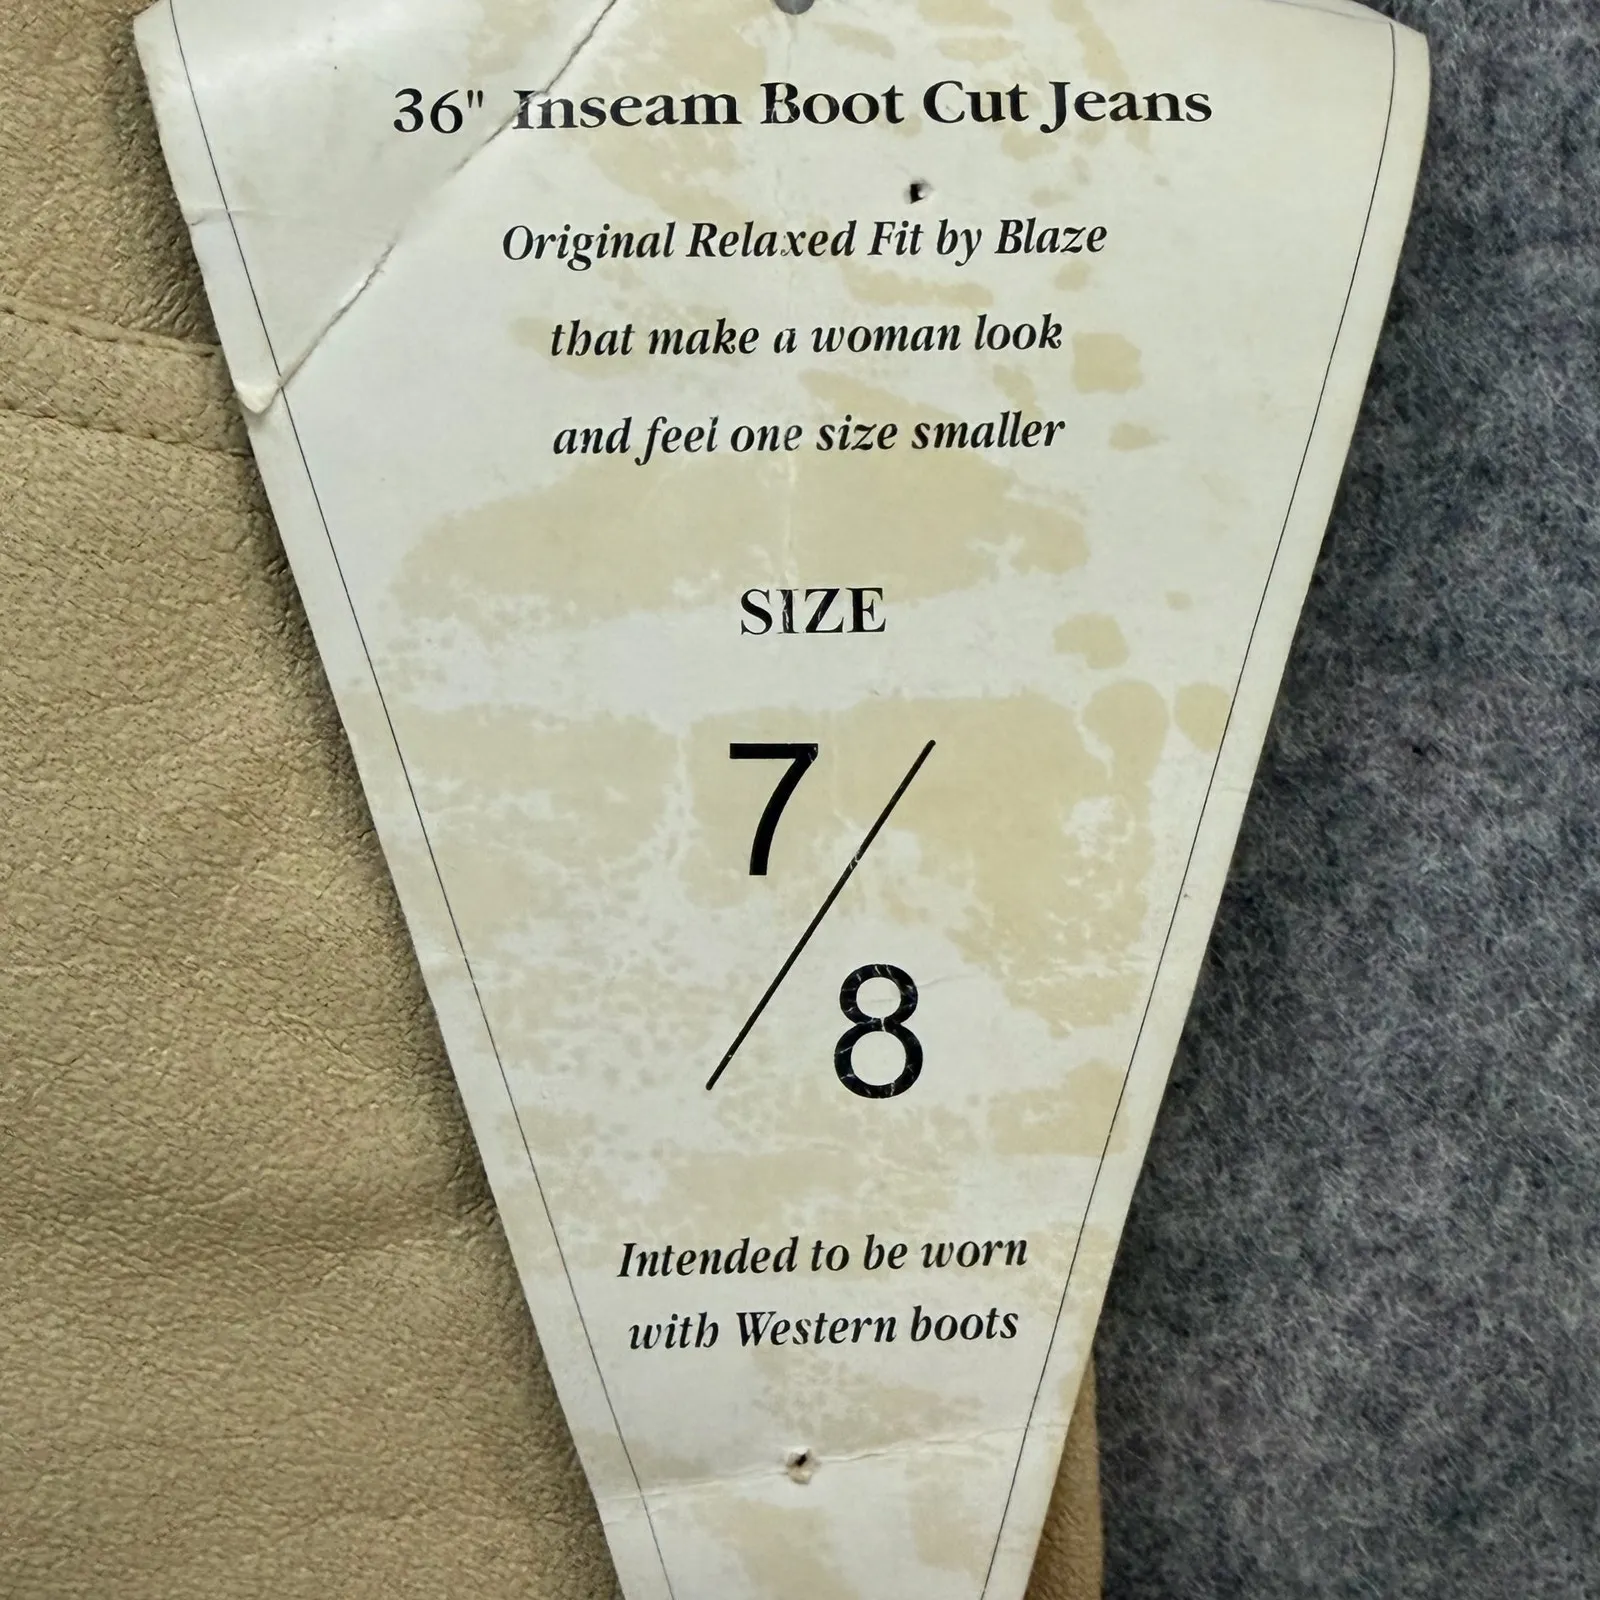 36" Inseam Boot Cut Jeans
Original Relaxed Fit by Blaze
that make a woman look
and feel one size smaller
SIZE
7/8
Intended to be worn
with Western boots